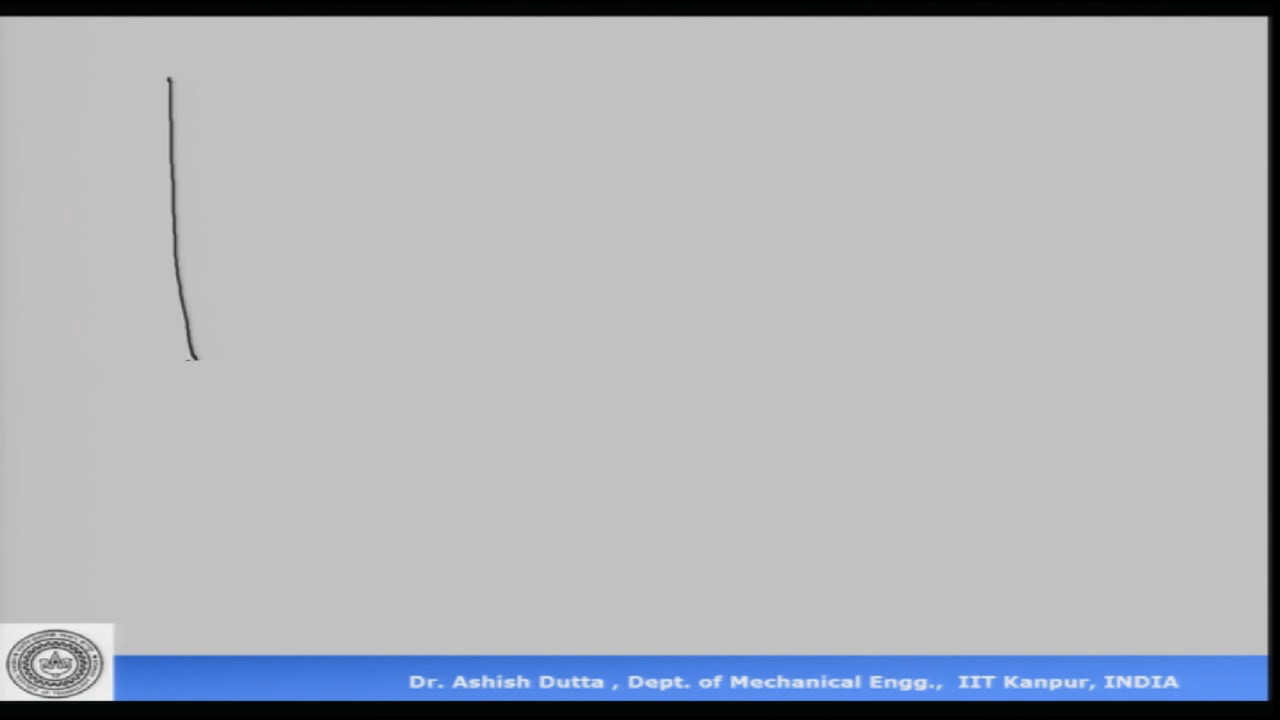 Dr. Ashish Dutta , Dept. of Mechanical Engg., IIT Kanpur, INDIA